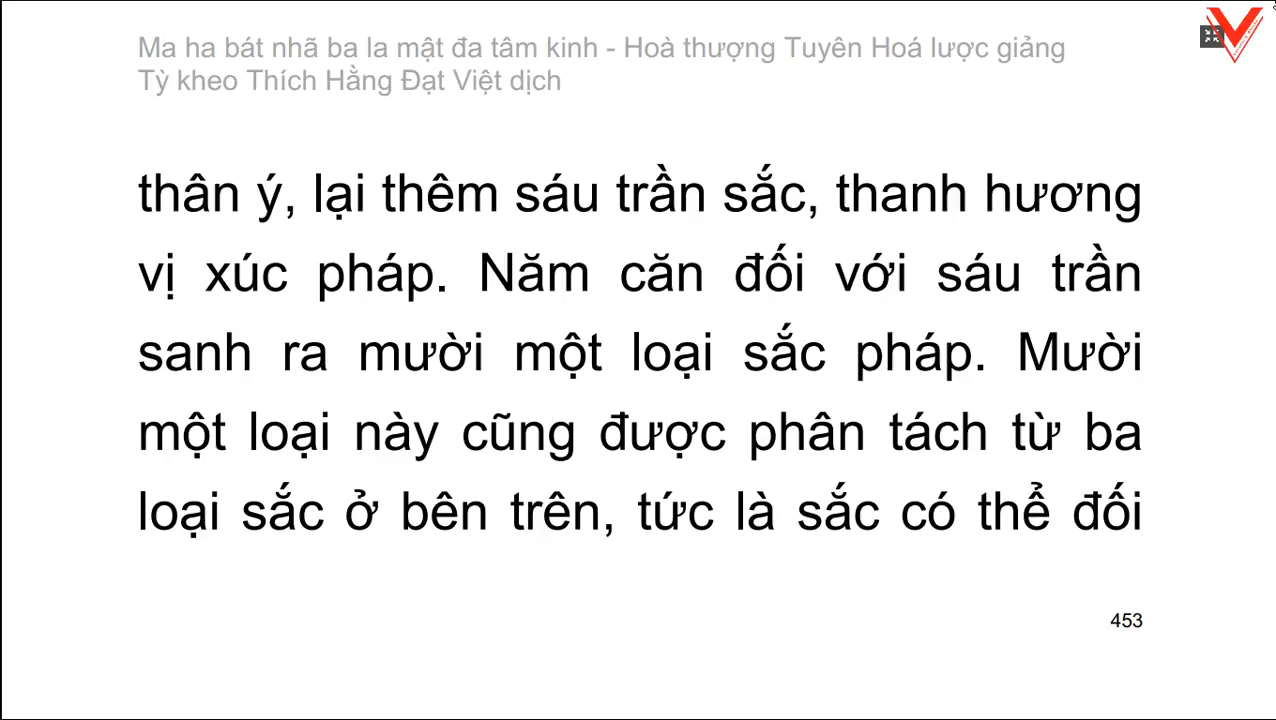 Ma ha bát nhã ba la mật đa tâm kinh - Hoà thượng Tuyên Hoá lược giảng
Tỳ kheo Thích Hằng Đạt Việt dịch
thân ý, lại thêm sáu trần sắc, thanh hương
vị xúc pháp. Năm căn đối với sáu trần
sanh ra mười một loại sắc pháp. Mười
một loại này cũng được phân tách từ ba
loại sắc ở bên trên, tức là sắc có thể đối
453